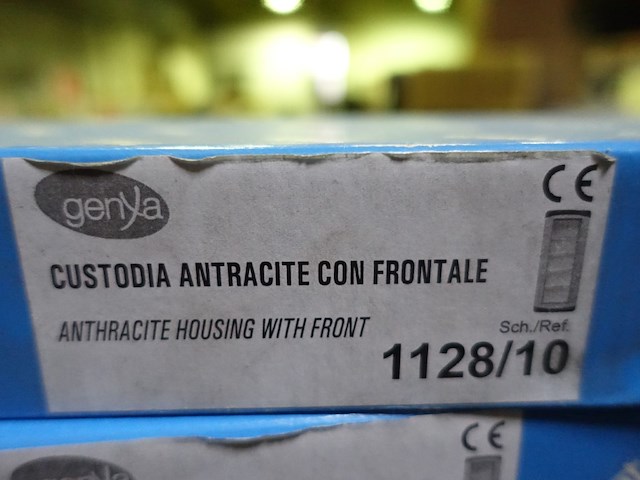 genya
CE
CUSTODIA ANTRACITE CON FRONTALE
ANTHRACITE HOUSING WITH FRONT
Sch./Ref.
1128/10
CE